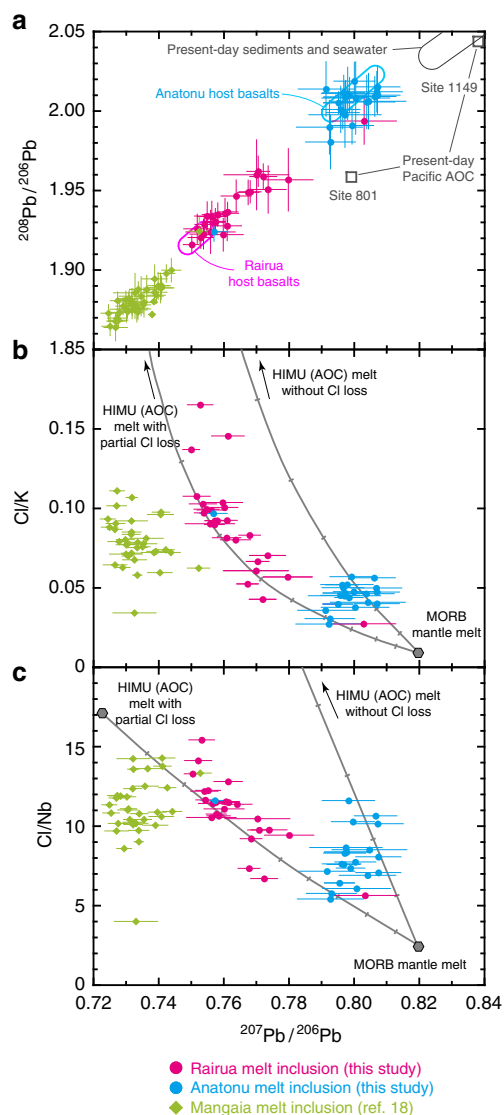 a
2.05
Present-day sediments and seawater
Site 1149
Anatonu host basalts
2.00
Present-day
Pacific AOC
Site 801
1.95
208Pb/206Pb
Rairua
host basalts
1.90
1.85
b
HIMU (AOC)
melt with
partial Cl loss
HIMU (AOC) melt
without Cl loss
0.15
Cl/K
0.10
0.05
MORB
mantle melt
c
HIMU (AOC)
melt with
partial Cl loss
HIMU (AOC) melt
without Cl loss
15
Cl/Nb
10
5
MORB mantle melt
0
0.72 0.74 0.76 0.78 0.80 0.82 0.84
207Pb/206Pb
Rairua melt inclusion (this study)
Anatonu melt inclusion (this study)
Mangaia melt inclusion (ref. 18)